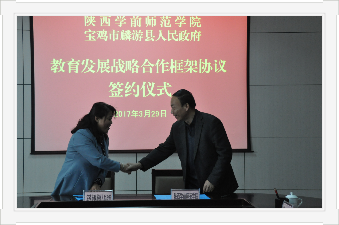 陕西学前师范学院
宝鸡市麟游县人民政府
教育发展战略合作框架协议
签约仪式
2017年3月29日